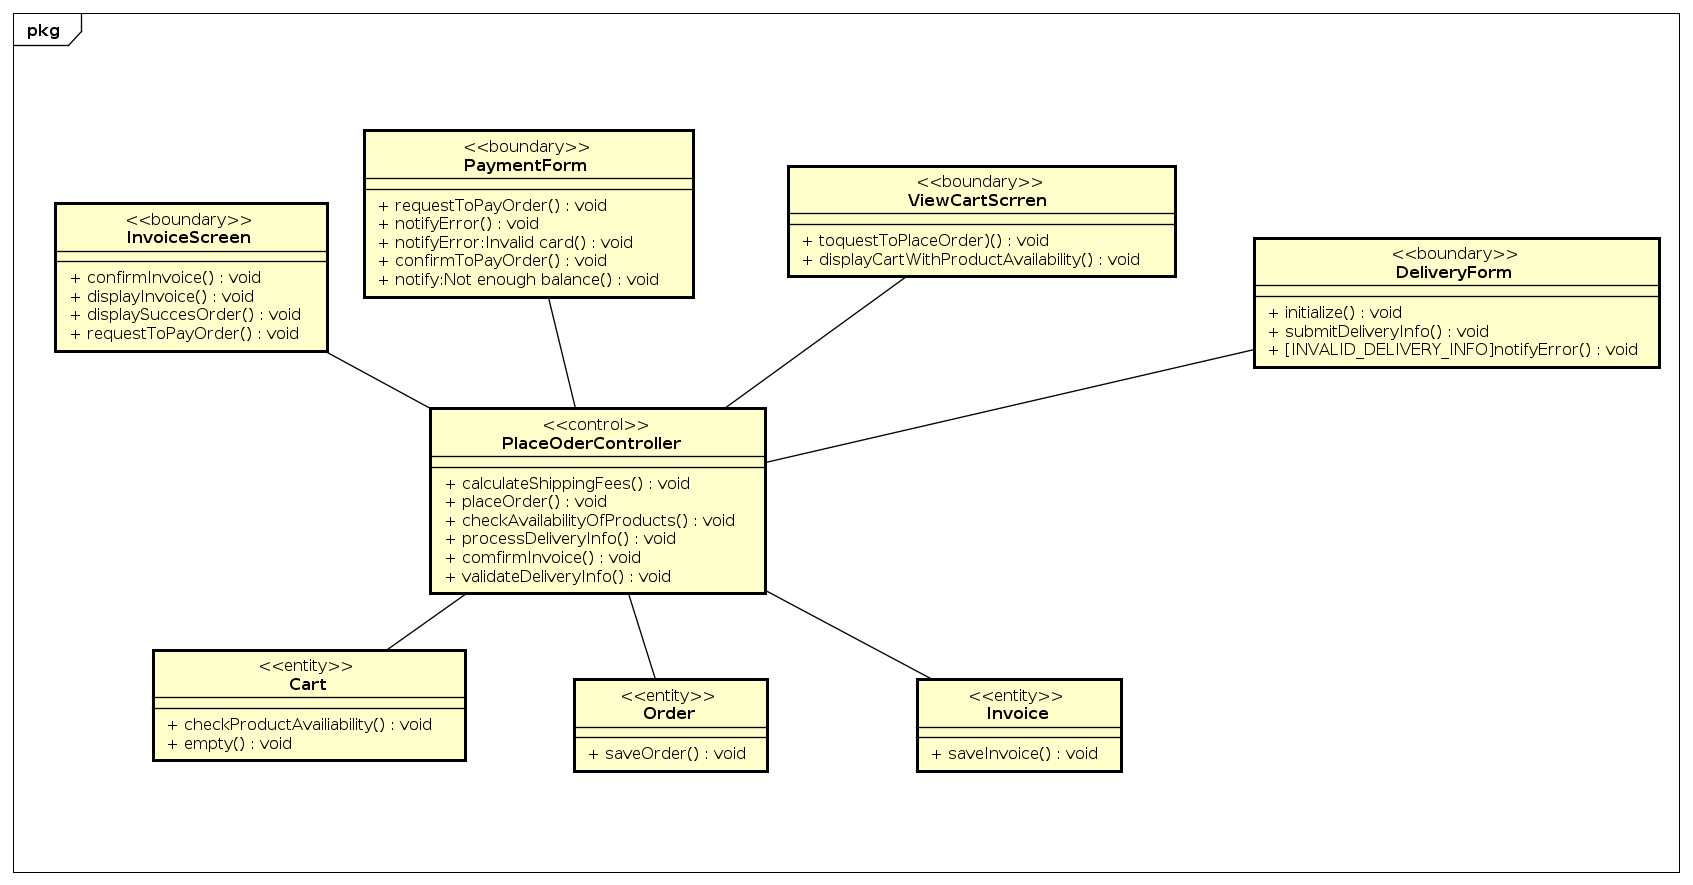 pkg
<<boundary>>
InvoiceScreen
+ confirmInvoice() : void
+ displayInvoice() : void
+ displaySuccesOrder() : void
+ requestToPayOrder() : void
<<boundary>>
PaymentForm
+ requestToPayOrder() : void
+ notifyError() : void
+ notifyError:Invalid card() : void
+ confirmToPayOrder() : void
+ notify:Not enough balance() : void
<<boundary>>
ViewCartScrren
+ toquestToPlaceOrder)() : void
+ displayCartWithProductAvailability() : void
<<boundary>>
DeliveryForm
+ initialize() : void
+ submitDeliveryInfo() : void
+ [INVALID_DELIVERY_INFO]notifyError() : void
<<control>>
PlaceOderController
+ calculateShippingFees() : void
+ placeOrder() : void
+ checkAvailabilityOfProducts() : void
+ processDeliveryInfo() : void
+ comfirmInvoice() : void
+ validateDeliveryInfo() : void
<<entity>>
Cart
+ checkProductAvailiability() : void
+ empty() : void
<<entity>>
Order
+ saveOrder() : void
<<entity>>
Invoice
+ saveInvoice() : void